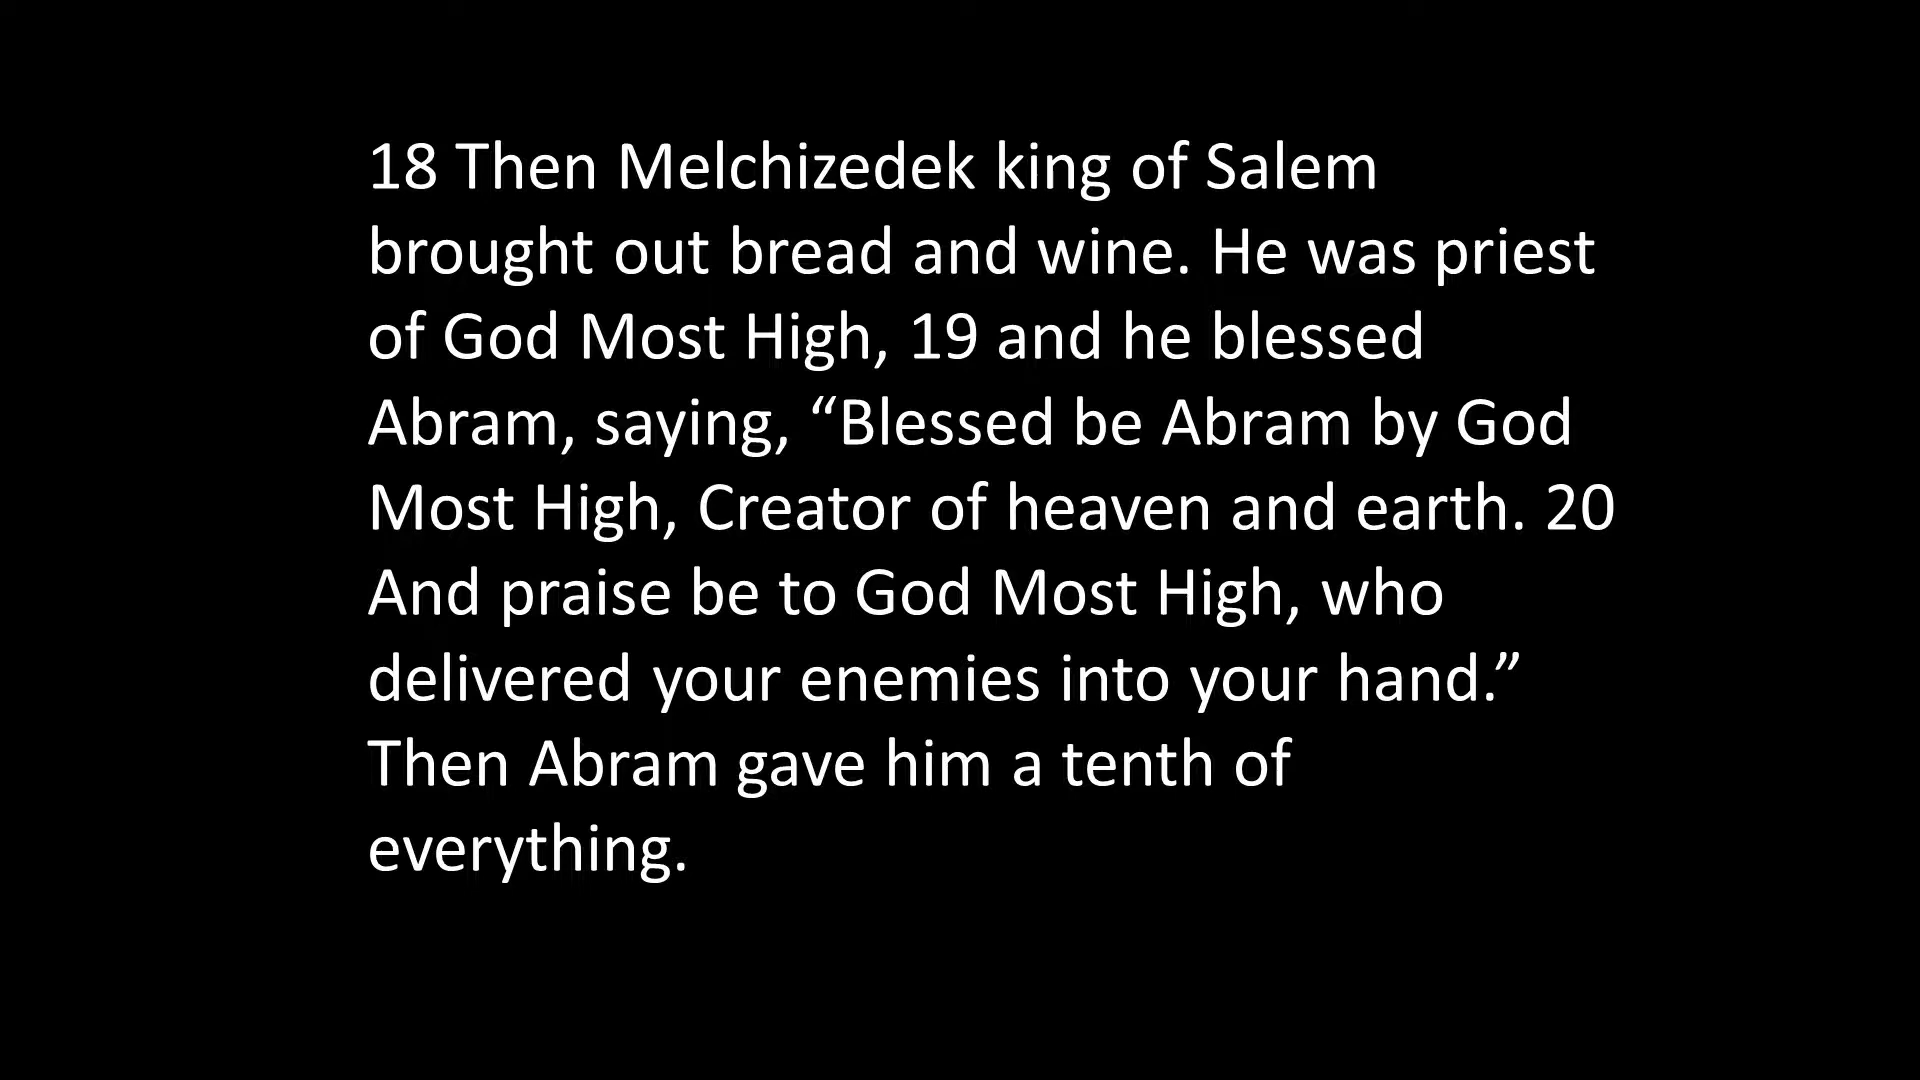 18 Then Melchizedek king of Salem
brought out bread and wine. He was priest
of God Most High, 19 and he blessed
Abram, saying, “Blessed be Abram by God
Most High, Creator of heaven and earth. 20
And praise be to God Most High, who
delivered your enemies into your hand.”
Then Abram gave him a tenth of
everything.